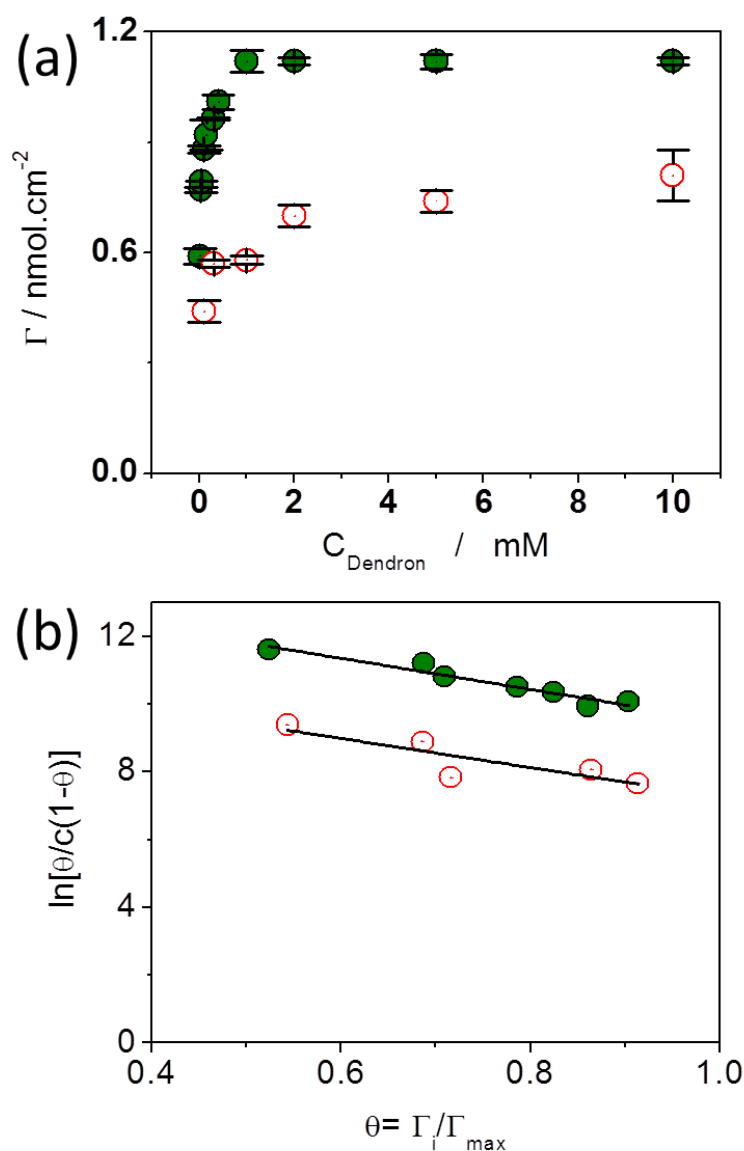 (a)
1.2
0.6
0.0
Γ / nmol.cm-2
0 2 4 6 8 10
CDendron / mM
(b)
12
8
4
0
ln[θ/c(1-θ)]
0.4 0.6 0.8 1.0
θ= Γi/Γmax